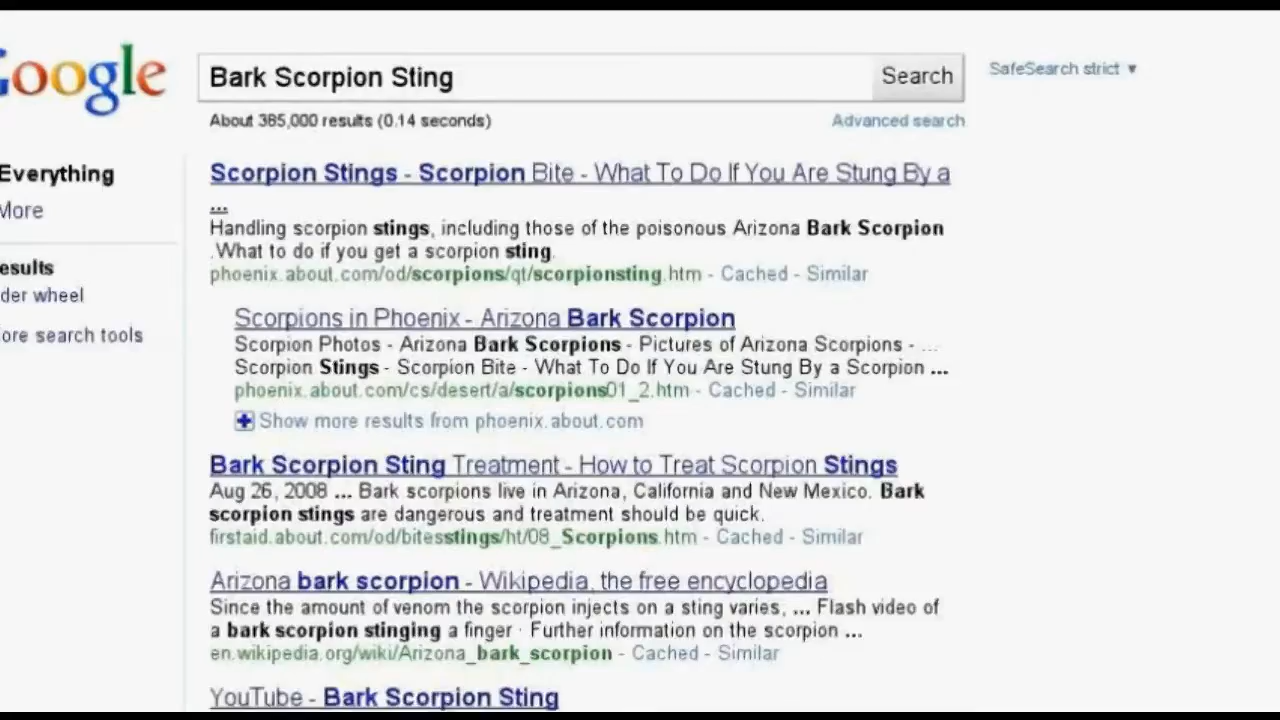 Google
Bark Scorpion Sting
Search
SafeSearch strict ▼
About 385,000 results (0.14 seconds)
Advanced search
Everything
More
esults
der wheel
ore search tools
Scorpion Stings - Scorpion Bite - What To Do If You Are Stung By a
...
Handling scorpion stings, including those of the poisonous Arizona Bark Scorpion
.What to do if you get a scorpion sting.
phoenix.about.com/od/scorpions/qt/scorpionsting.htm - Cached - Similar
Scorpions in Phoenix - Arizona Bark Scorpion
Scorpion Photos - Arizona Bark Scorpions - Pictures of Arizona Scorpions - ...
Scorpion Stings - Scorpion Bite - What To Do If You Are Stung By a Scorpion ...
phoenix.about.com/cs/desert/a/scorpions01_2.htm - Cached - Similar
Show more results from phoenix.about.com
Bark Scorpion Sting Treatment - How to Treat Scorpion Stings
Aug 26, 2008 ... Bark scorpions live in Arizona, California and New Mexico. Bark
scorpion stings are dangerous and treatment should be quick.
firstaid.about.com/od/bitesstings/ht/08_Scorpions.htm - Cached - Similar
Arizona bark scorpion - Wikipedia, the free encyclopedia
Since the amount of venom the scorpion injects on a sting varies, ... Flash video of
a bark scorpion stinging a finger · Further information on the scorpion ...
en.wikipedia.org/wiki/Arizona_bark_scorpion - Cached - Similar
YouTube - Bark Scorpion Sting